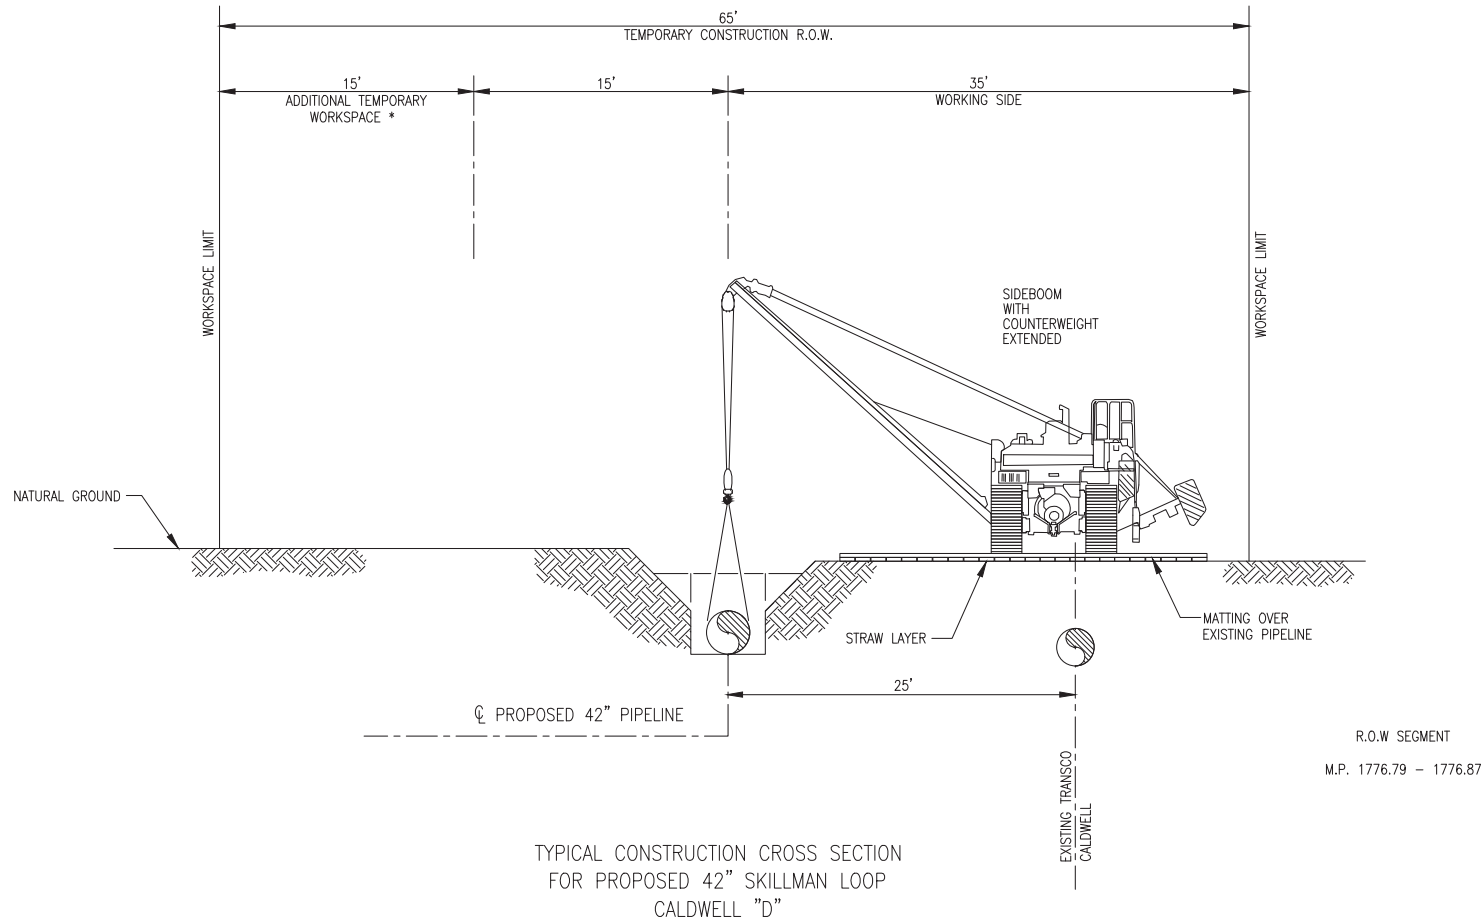 65'
TEMPORARY CONSTRUCTION R.O.W.
15'
ADDITIONAL TEMPORARY
WORKSPACE *
15'
35'
WORKING SIDE
WORKSPACE LIMIT
WORKSPACE LIMIT
SIDEBOOM
WITH
COUNTERWEIGHT
EXTENDED
NATURAL GROUND
STRAW LAYER
MATTING OVER
EXISTING PIPELINE
25'
℄ PROPOSED 42" PIPELINE
EXISTING TRANSCO
CALDWELL
R.O.W SEGMENT
M.P. 1776.79 - 1776.87
TYPICAL CONSTRUCTION CROSS SECTION
FOR PROPOSED 42" SKILLMAN LOOP
CALDWELL "D"